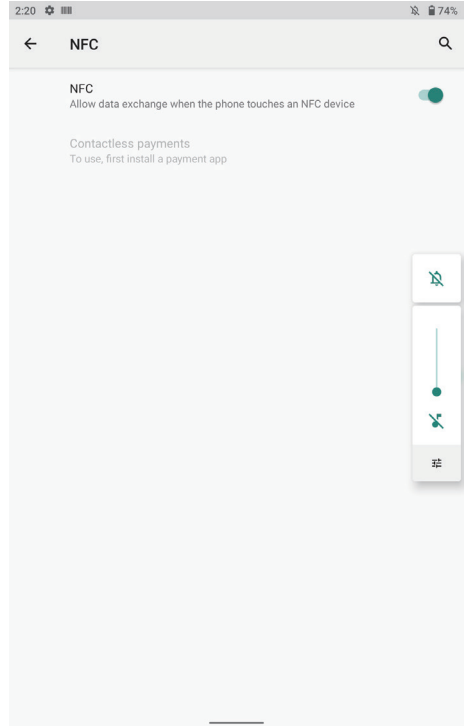 2:20 74%
NFC
NFC
Allow data exchange when the phone touches an NFC device
Contactless payments
To use, first install a payment app